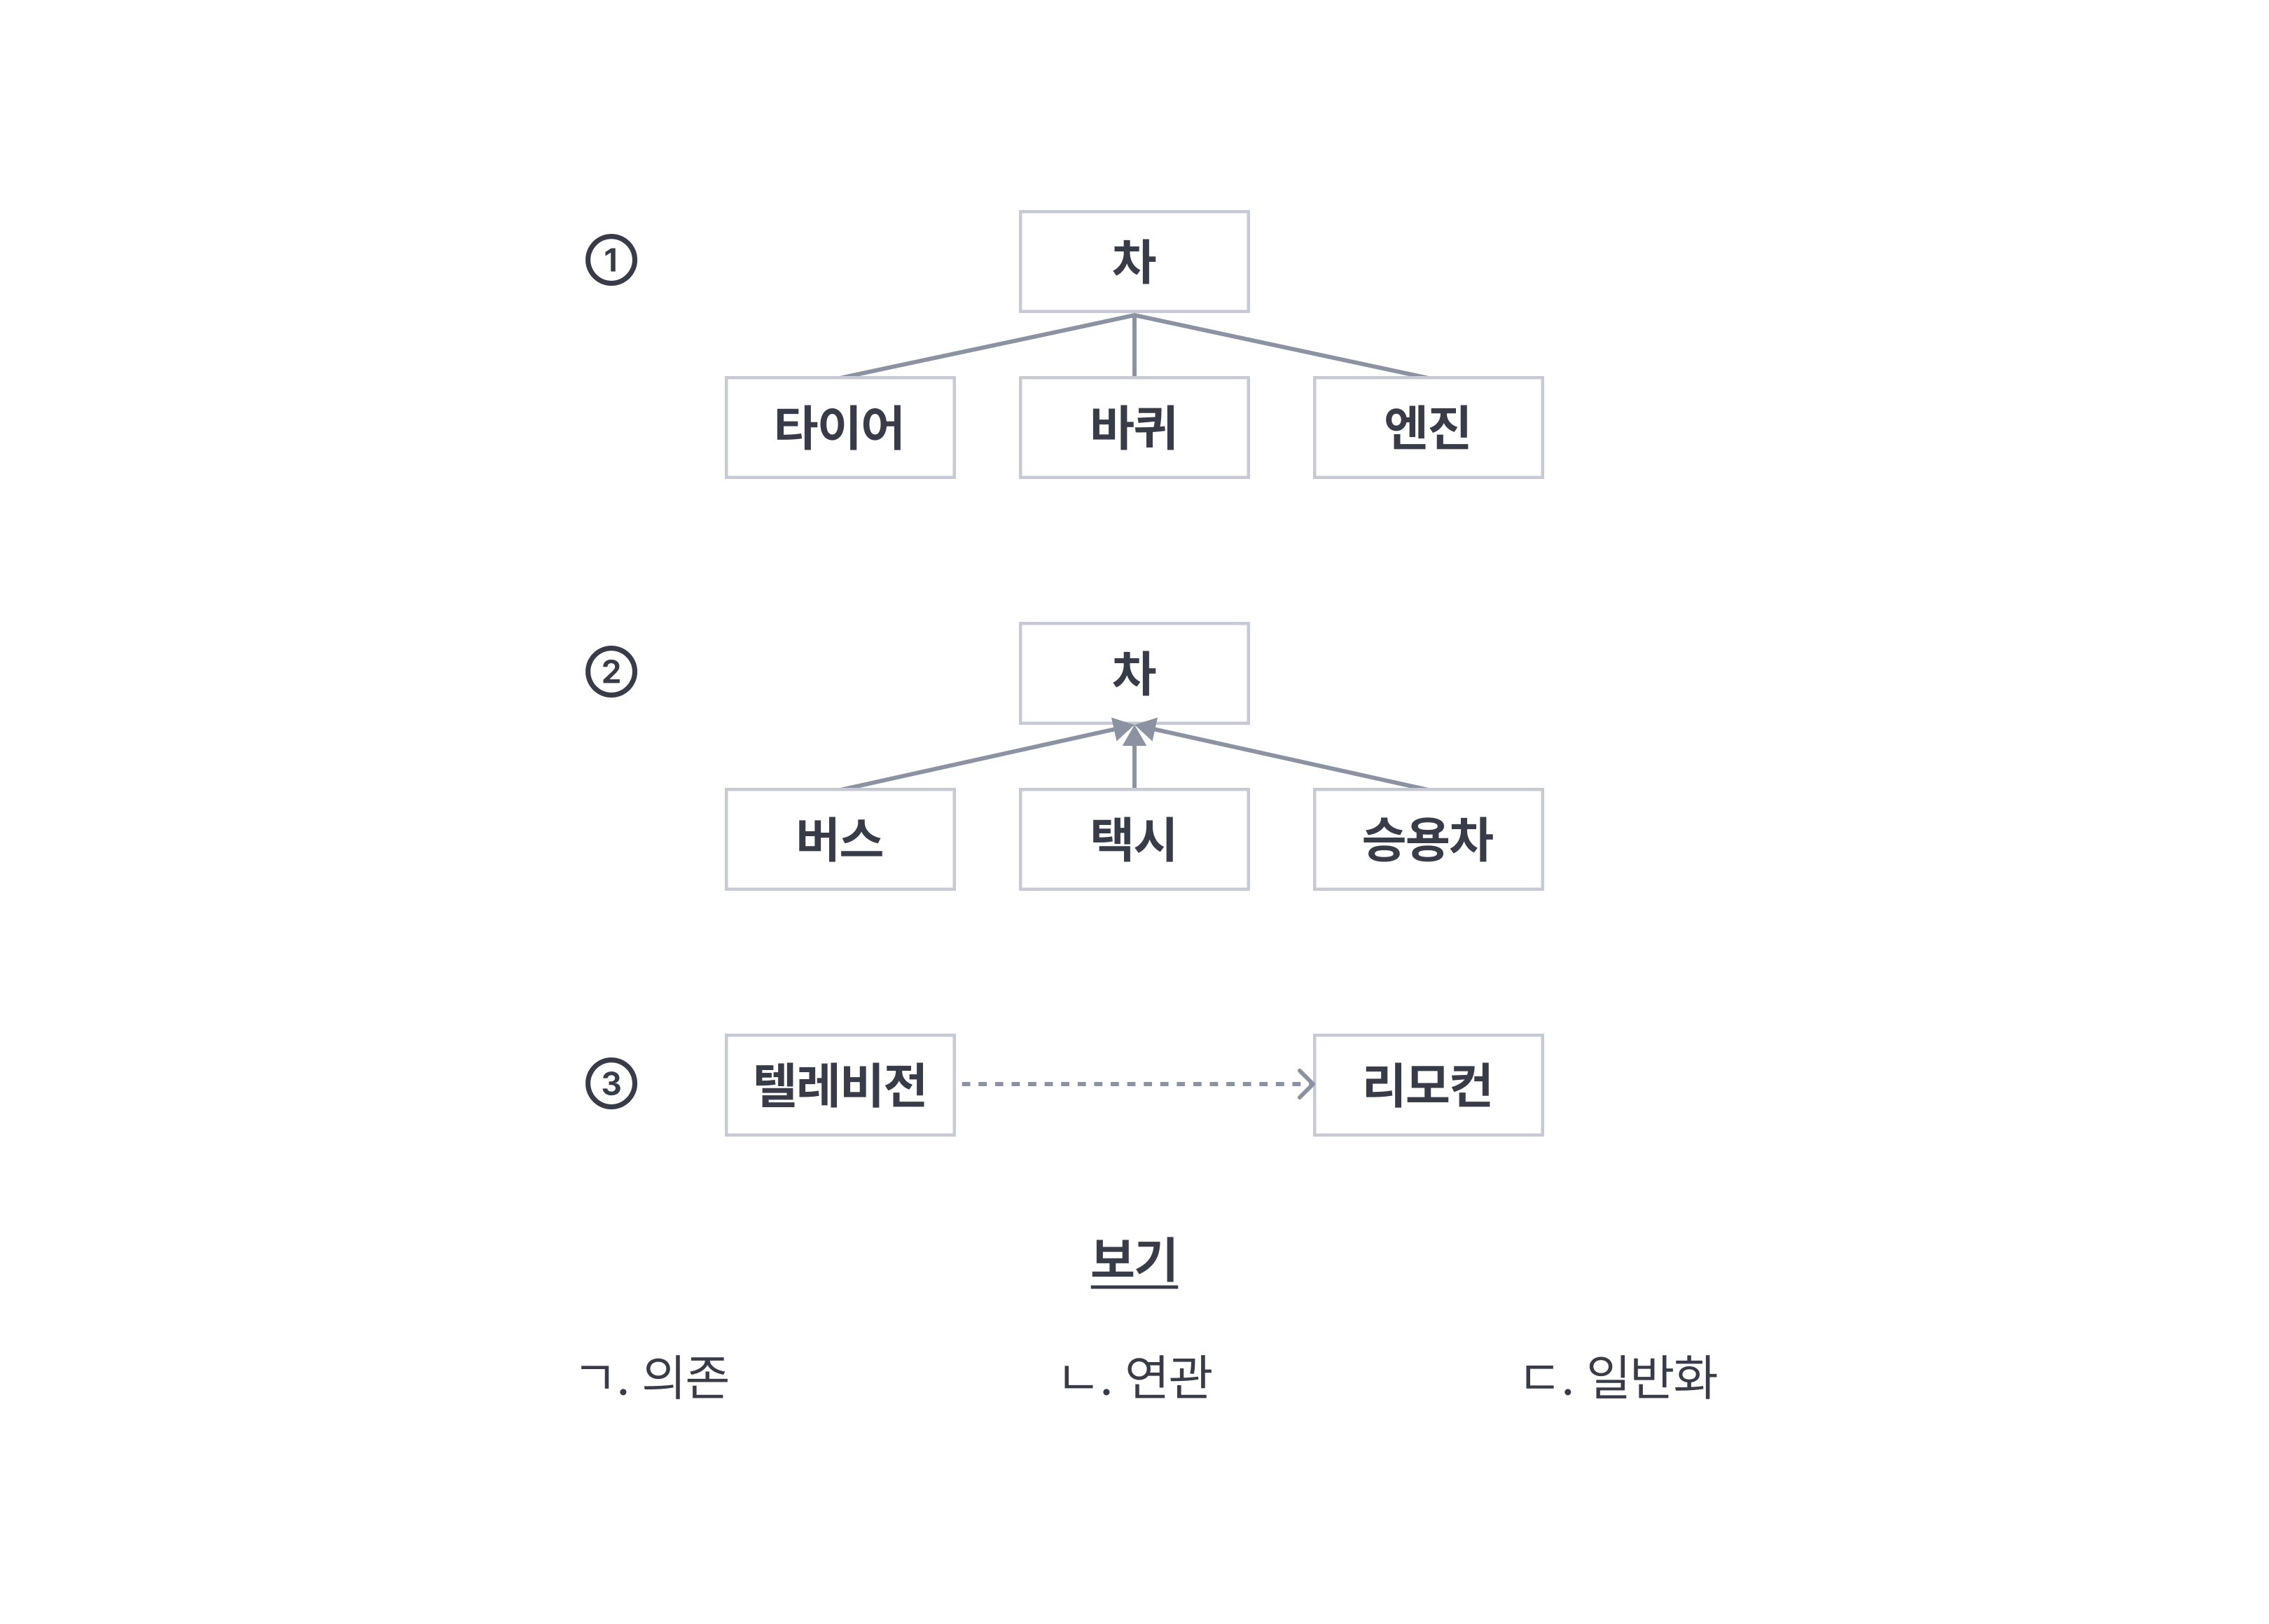 ① 차
타이어 바퀴 엔진
② 차
버스 택시 승용차
③ 텔레비전 리모컨
보기
ㄱ. 의존 ㄴ. 연관 ㄷ. 일반화